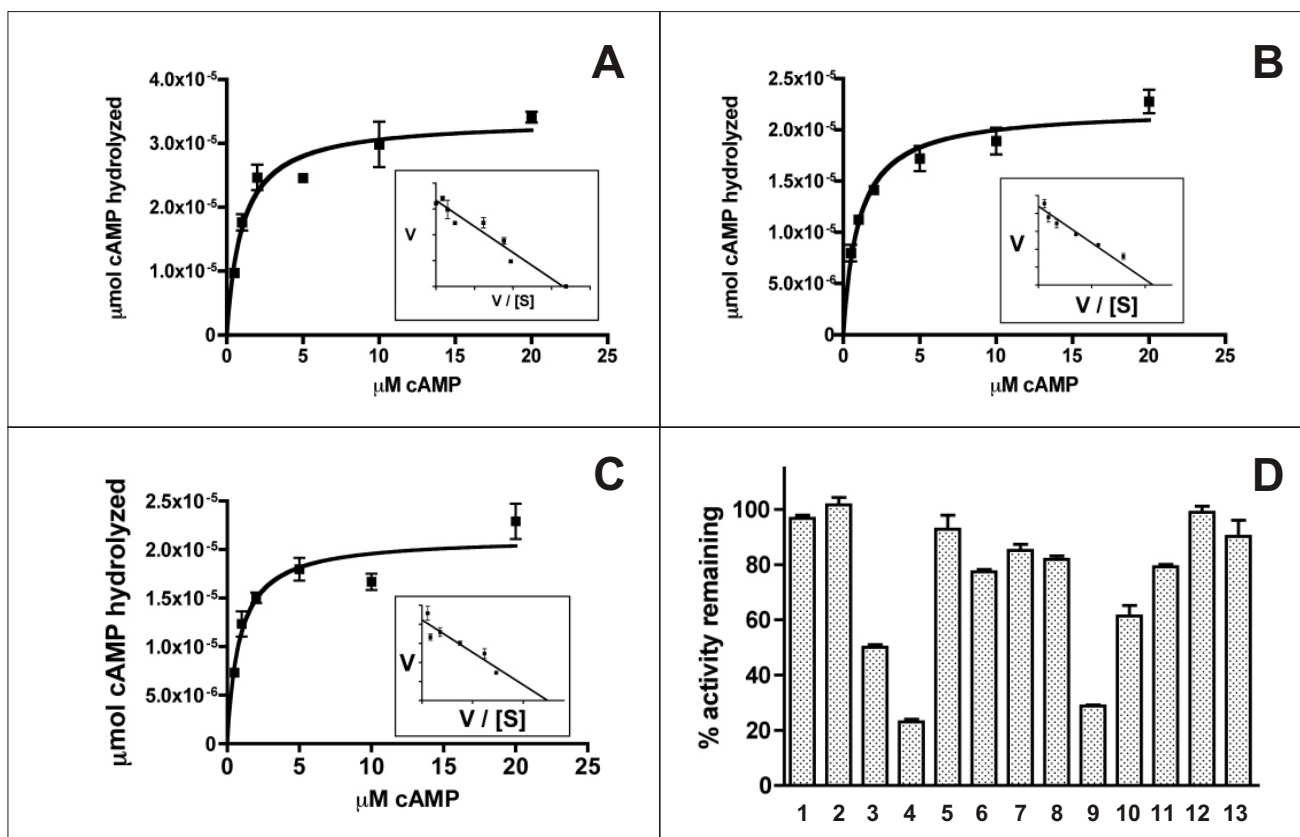 A
μmol cAMP hydrolyzed
4.0x10-5
3.0x10-5
2.0x10-5
1.0x10-5
0
0 5 10 15 20 25
μM cAMP
V
V / [S]
B
μmol cAMP hydrolyzed
2.5x10-5
2.0x10-5
1.5x10-5
1.0x10-5
5.0x10-6
0
0 5 10 15 20 25
μM cAMP
V
V / [S]
C
μmol cAMP hydrolyzed
2.5x10-5
2.0x10-5
1.5x10-5
1.0x10-5
5.0x10-6
0
0 5 10 15 20 25
μM cAMP
V
V / [S]
D
% activity remaining
100
80
60
40
20
0
1 2 3 4 5 6 7 8 9 10 11 12 13